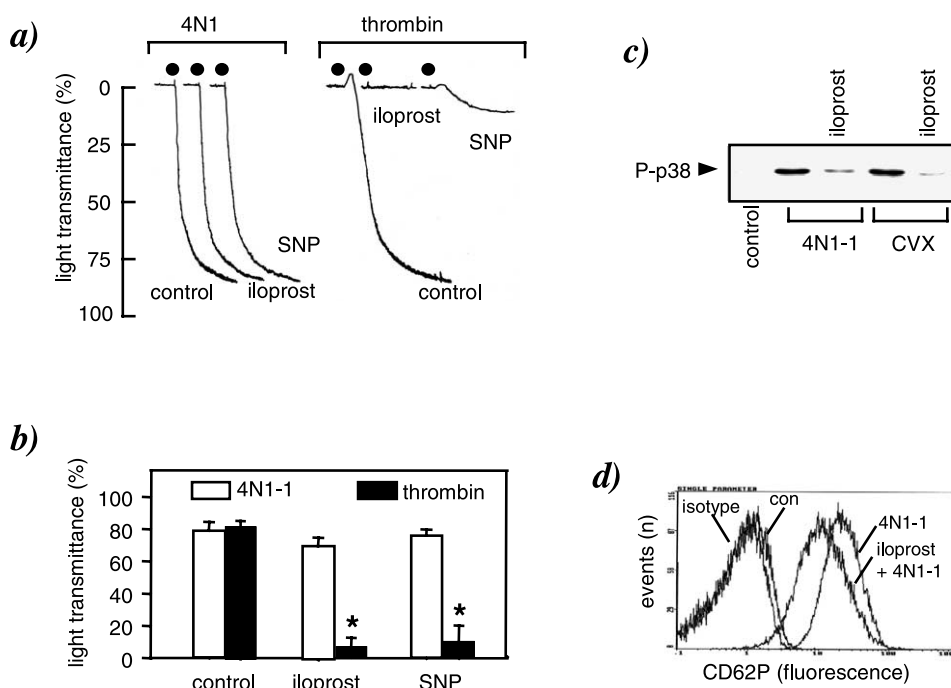 a)
4N1
thrombin
light transmittance (%)
0
25
50
75
100
control
iloprost
SNP
iloprost
SNP
control
c)
iloprost
iloprost
P-p38
control
4N1-1
CVX
b)
light transmittance (%)
100
80
60
40
20
0
4N1-1
thrombin
*
*
control
iloprost
SNP
d)
SINGLE PARAMETER
isotype
con
4N1-1
iloprost
+ 4N1-1
events (n)
CD62P (fluorescence)